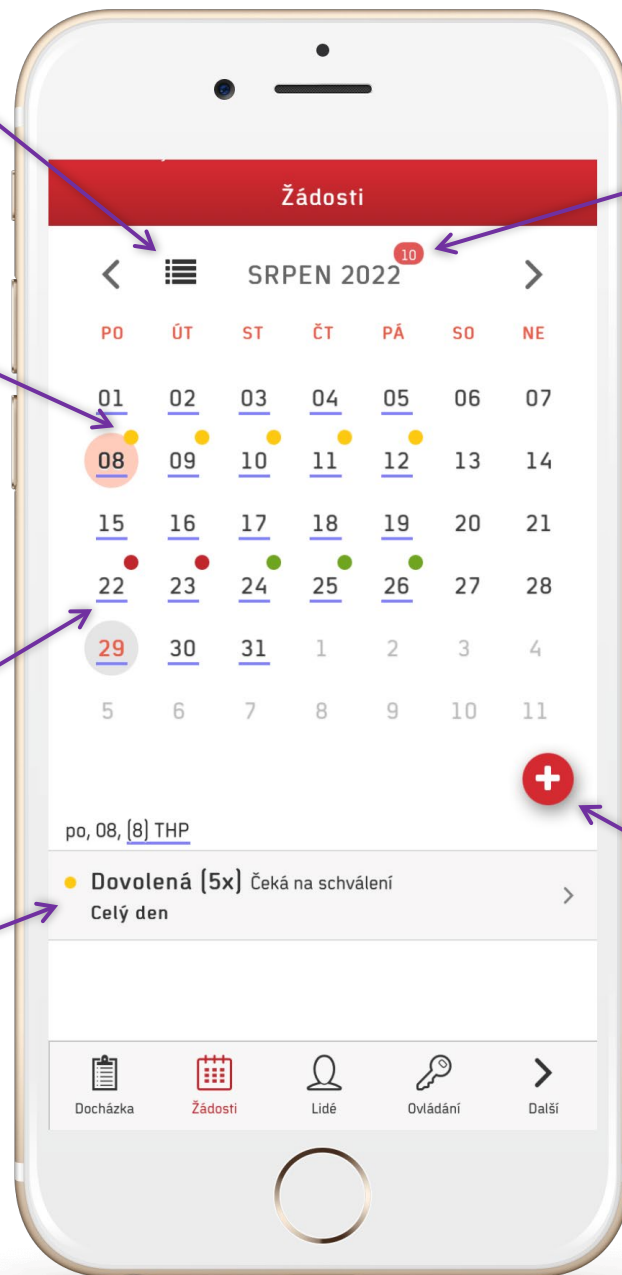 Žádosti
SRPEN 2022 10
PO ÚT ST ČT PÁ SO NE
01 02 03 04 05 06 07
08 09 10 11 12 13 14
15 16 17 18 19 20 21
22 23 24 25 26 27 28
29 30 31 1 2 3 4
5 6 7 8 9 10 11
po, 08, (8) THP
Dovolená (5x) Čeká na schválení
Celý den
Docházka Žádosti Lidé Ovládání Další